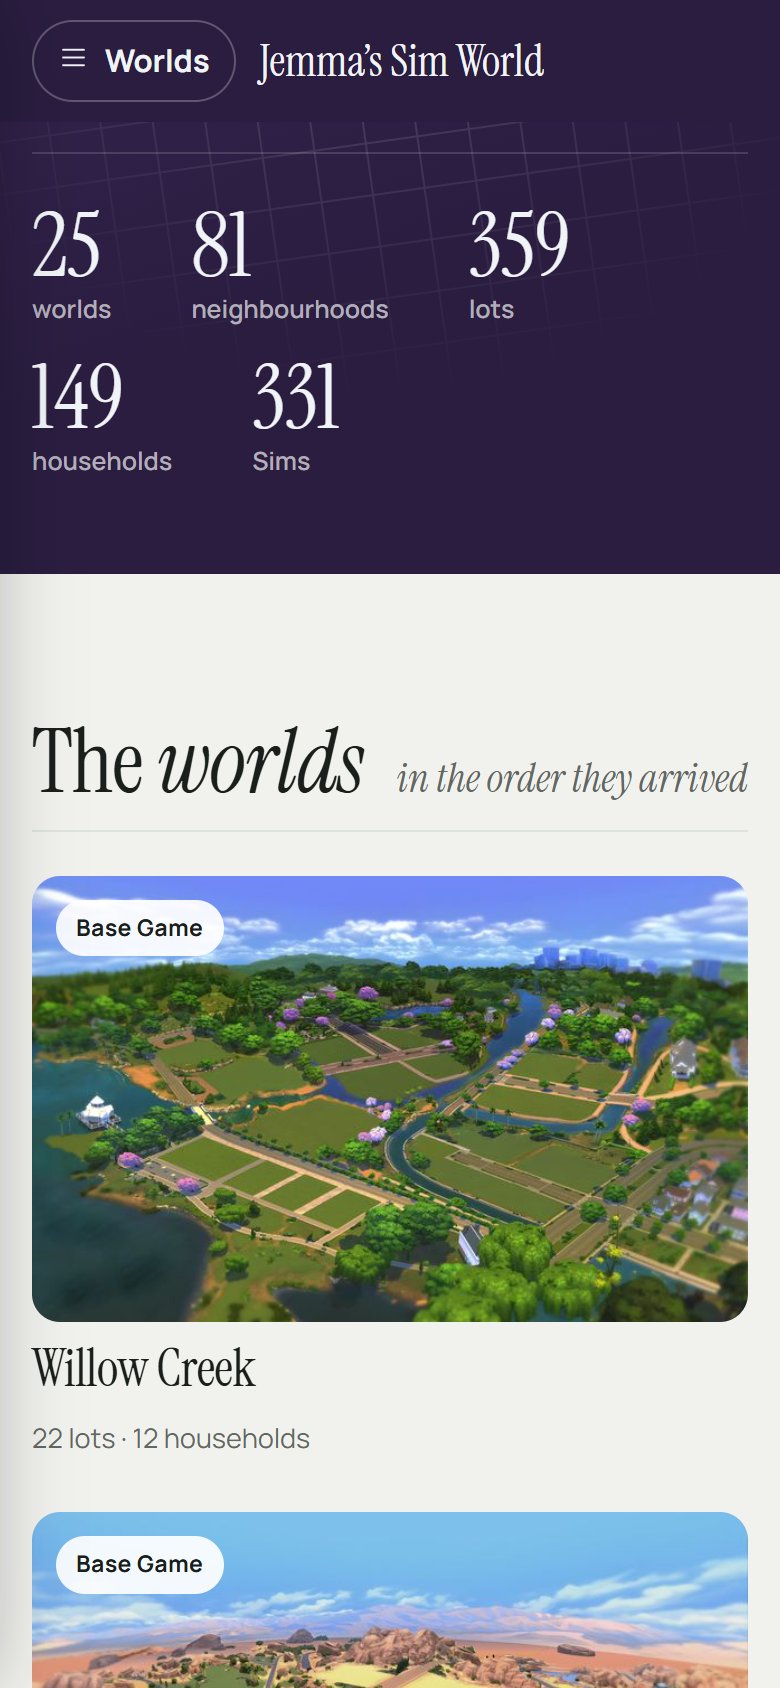 Worlds
Jemma’s Sim World
25
worlds
81
neighbourhoods
359
lots
149
households
331
Sims
The worlds
in the order they arrived
Base Game
Willow Creek
22 lots · 12 households
Base Game